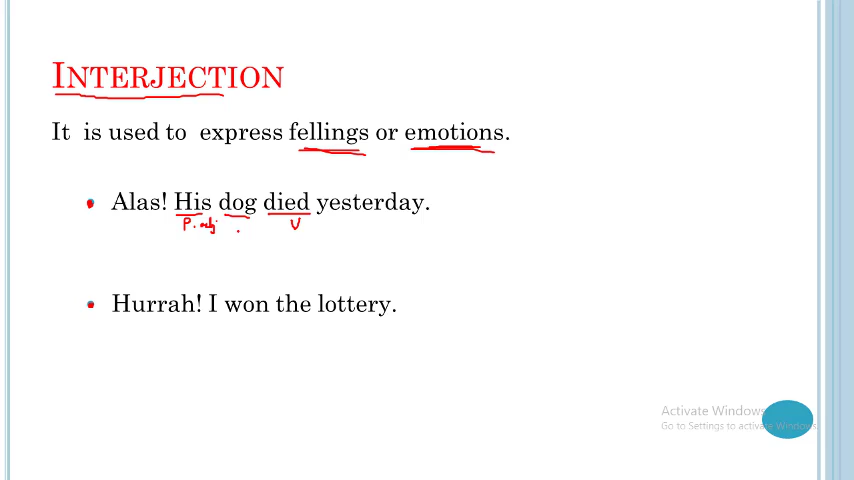 INTERJECTION
It is used to express fellings or emotions.
Alas! His dog died yesterday.
P. adj V
Hurrah! I won the lottery.
Activate Windows
Go to Settings to activate Windows